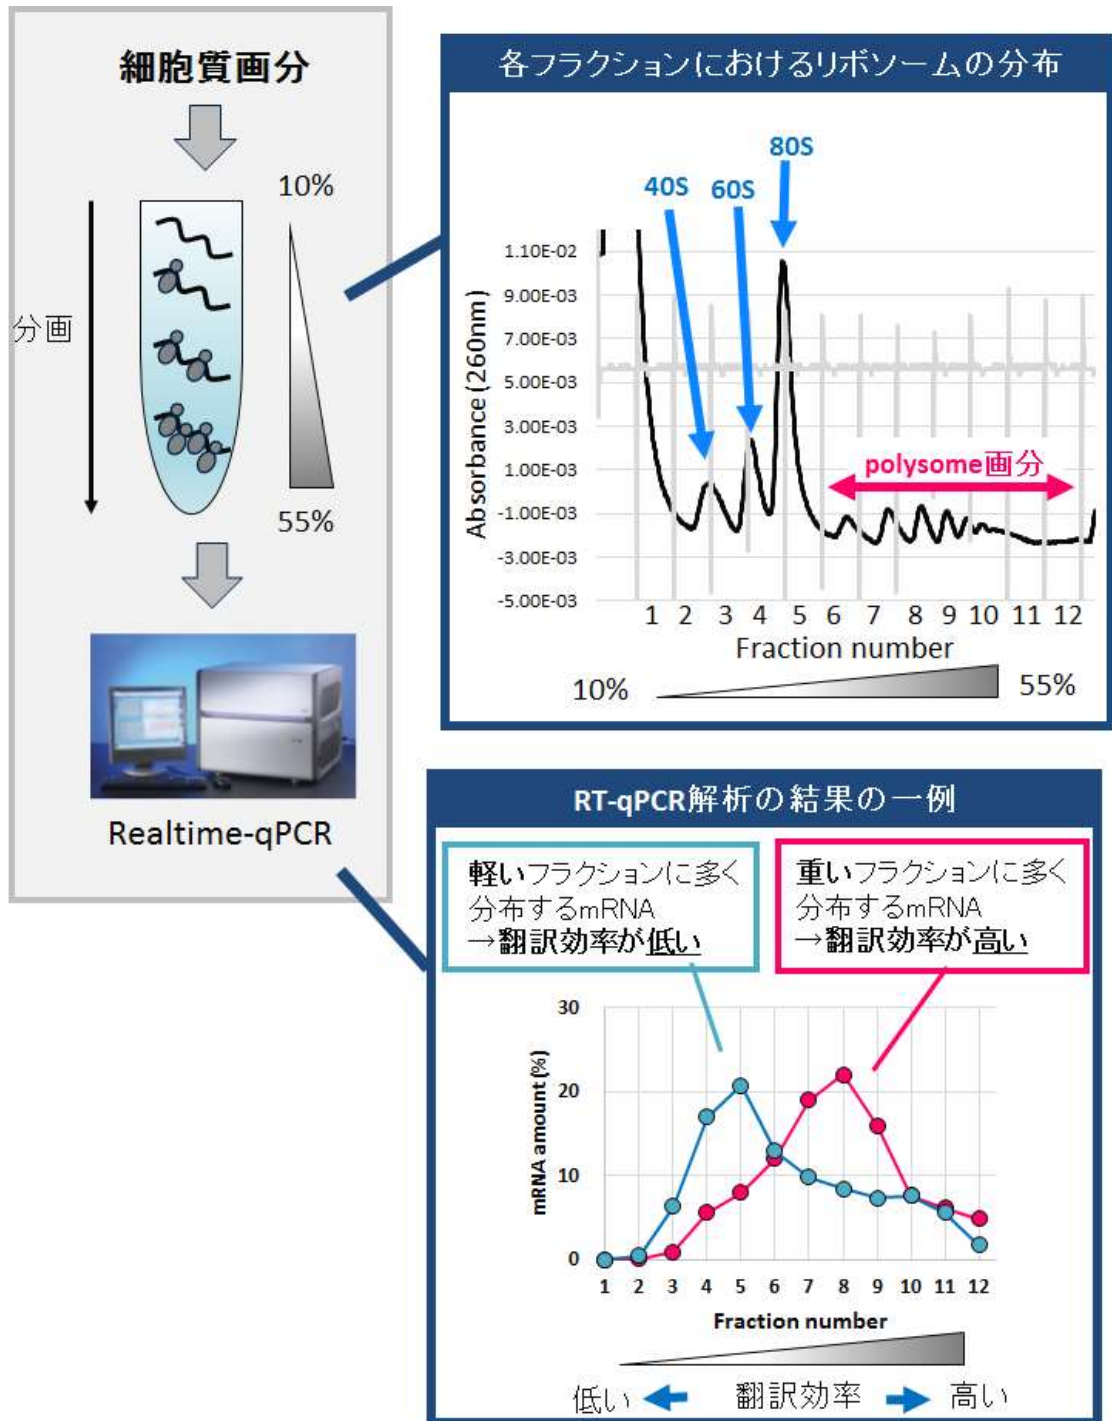 細胞質画分
10%
分画
55%
Realtime-qPCR
各フラクションにおけるリボソームの分布
80S
40S
60S
1.10E-02
9.00E-03
7.00E-03
5.00E-03
3.00E-03
1.00E-03
-1.00E-03
-3.00E-03
-5.00E-03
Absorbance (260nm)
polysome画分
1 2 3 4 5 6 7 8 9 10 11 12
Fraction number
10%
55%
RT-qPCR解析の結果の一例
軽いフラクションに多く
分布するmRNA
→翻訳効率が低い
重いフラクションに多く
分布するmRNA
→翻訳効率が高い
30
20
10
0
mRNA amount (%)
1 2 3 4 5 6 7 8 9 10 11 12
Fraction number
低い 翻訳効率 高い